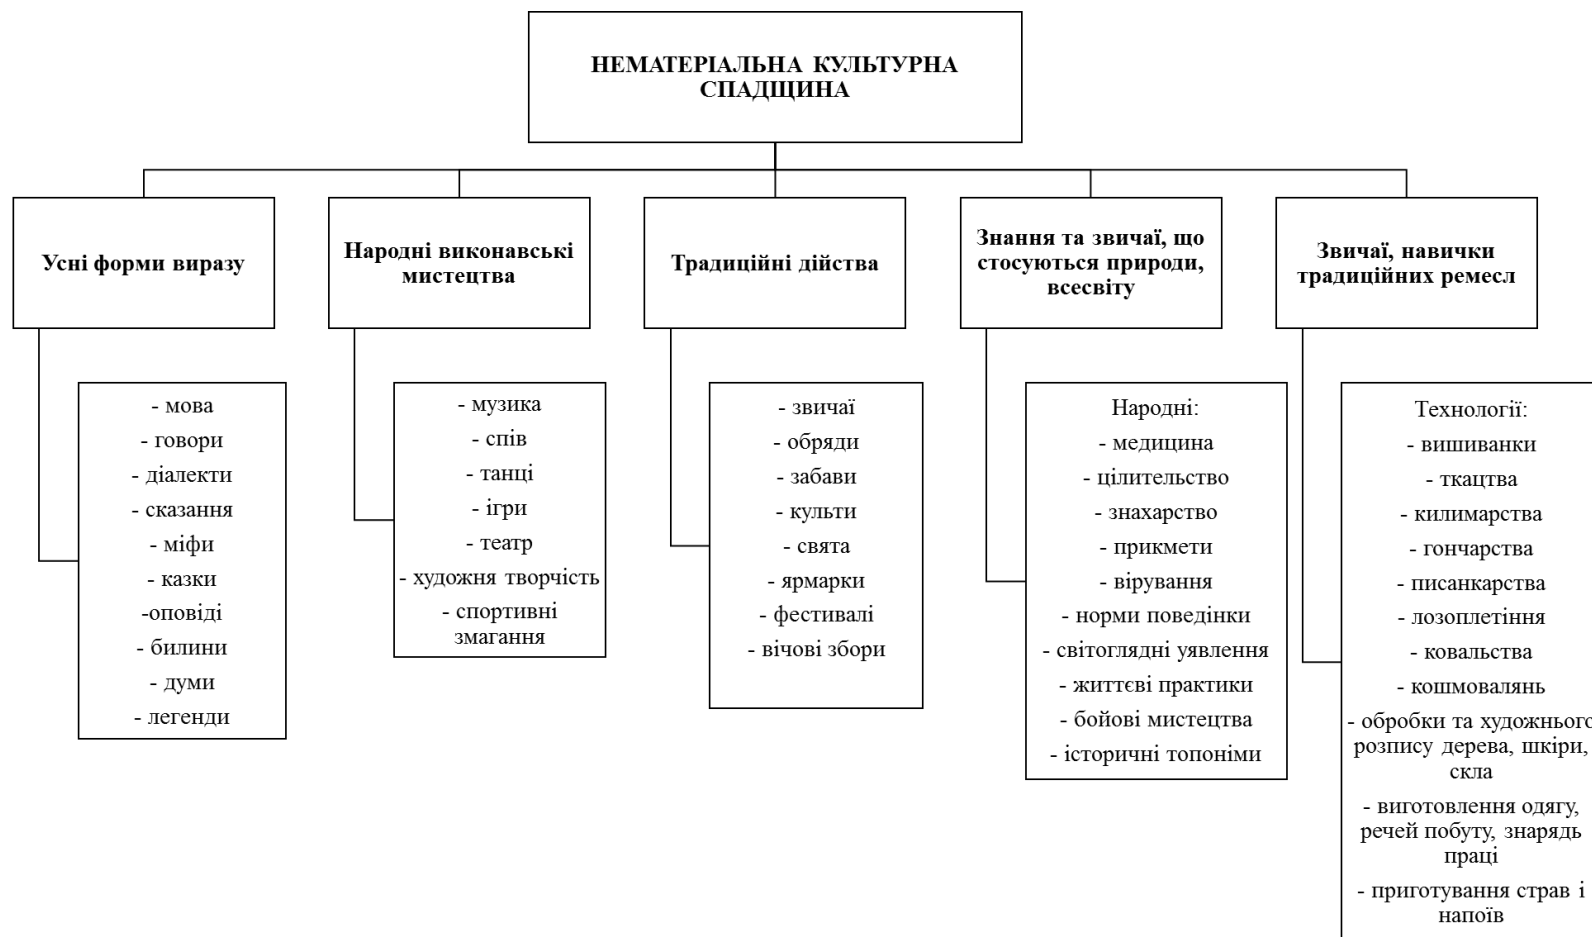 НЕМАТЕРІАЛЬНА КУЛЬТУРНА
СПАДЩИНА
Усні форми виразу
Народні виконавські
мистецтва
Традиційні дійства
Знання та звичаї, що
стосуються природи,
всесвіту
Звичаї, навички
традиційних ремесл
- мова
- говори
- діалекти
- сказання
- міфи
- казки
-оповіді
- билини
- думи
- легенди
- музика
- спів
- танці
- ігри
- театр
- художня творчість
- спортивні
змагання
- звичаї
- обряди
- забави
- культи
- свята
- ярмарки
- фестивалі
- вічові збори
Народні:
- медицина
- цілительство
- знахарство
- прикмети
- вірування
- норми поведінки
- світоглядні уявлення
- життєві практики
- бойові мистецтва
- історичні топоніми
Технології:
- вишиванки
- ткацтва
- килимарства
- гончарства
- писанкарства
- лозоплетіння
- ковальства
- кошмовалянь
- обробки та художнього
розпису дерева, шкіри,
скла
- виготовлення одягу,
речей побуту, знарядь
праці
- приготування страв і
напоїв